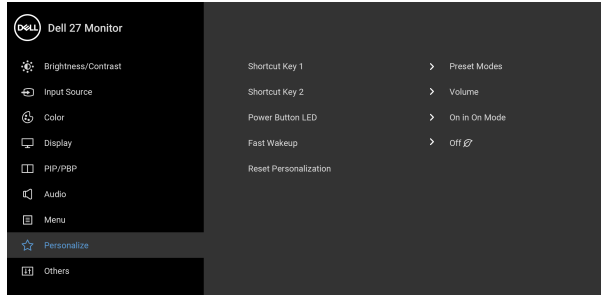 DELL Dell 27 Monitor
Brightness/Contrast
Input Source
Color
Display
PIP/PBP
Audio
Menu
Personalize
Others
Shortcut Key 1 Preset Modes
Shortcut Key 2 Volume
Power Button LED On in On Mode
Fast Wakeup Off
Reset Personalization